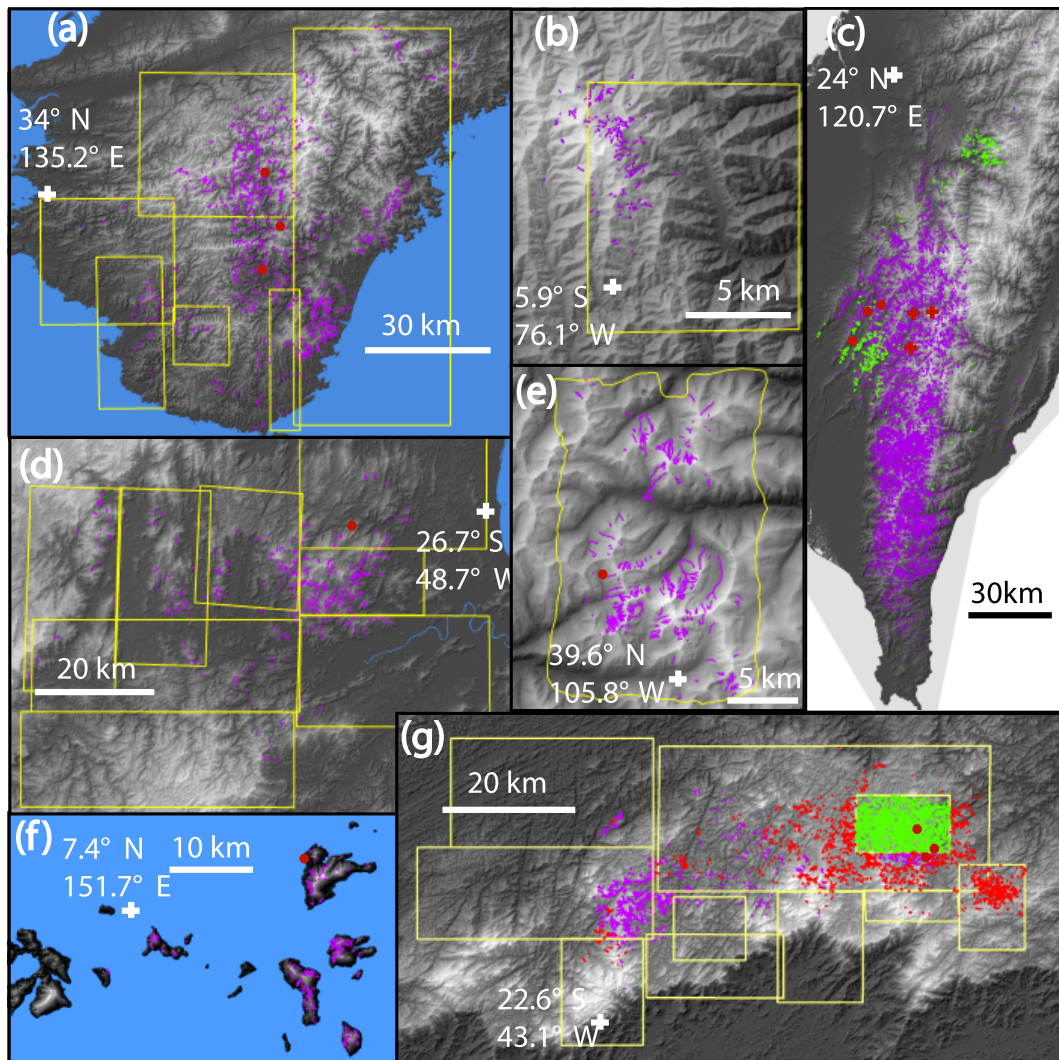 (a)
34° N
135.2° E
30 km
(b)
5.9° S
76.1° W
5 km
(c)
24° N
120.7° E
30km
(d)
26.7° S
48.7° W
20 km
(e)
39.6° N
105.8° W
5 km
(f)
7.4° N
151.7° E
10 km
(g)
20 km
22.6° S
43.1° W